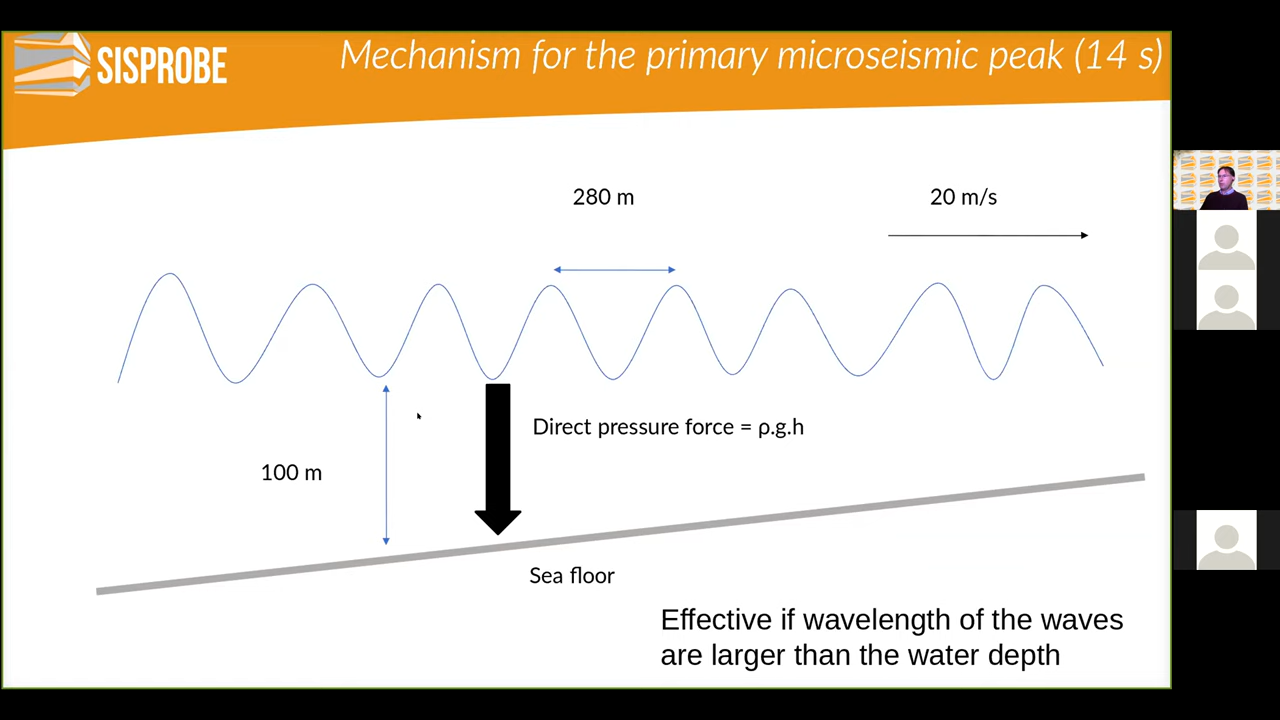 SISPROBE
Mechanism for the primary microseismic peak (14 s)
280 m
20 m/s
Direct pressure force = ρ.g.h
100 m
Sea floor
Effective if wavelength of the waves
are larger than the water depth